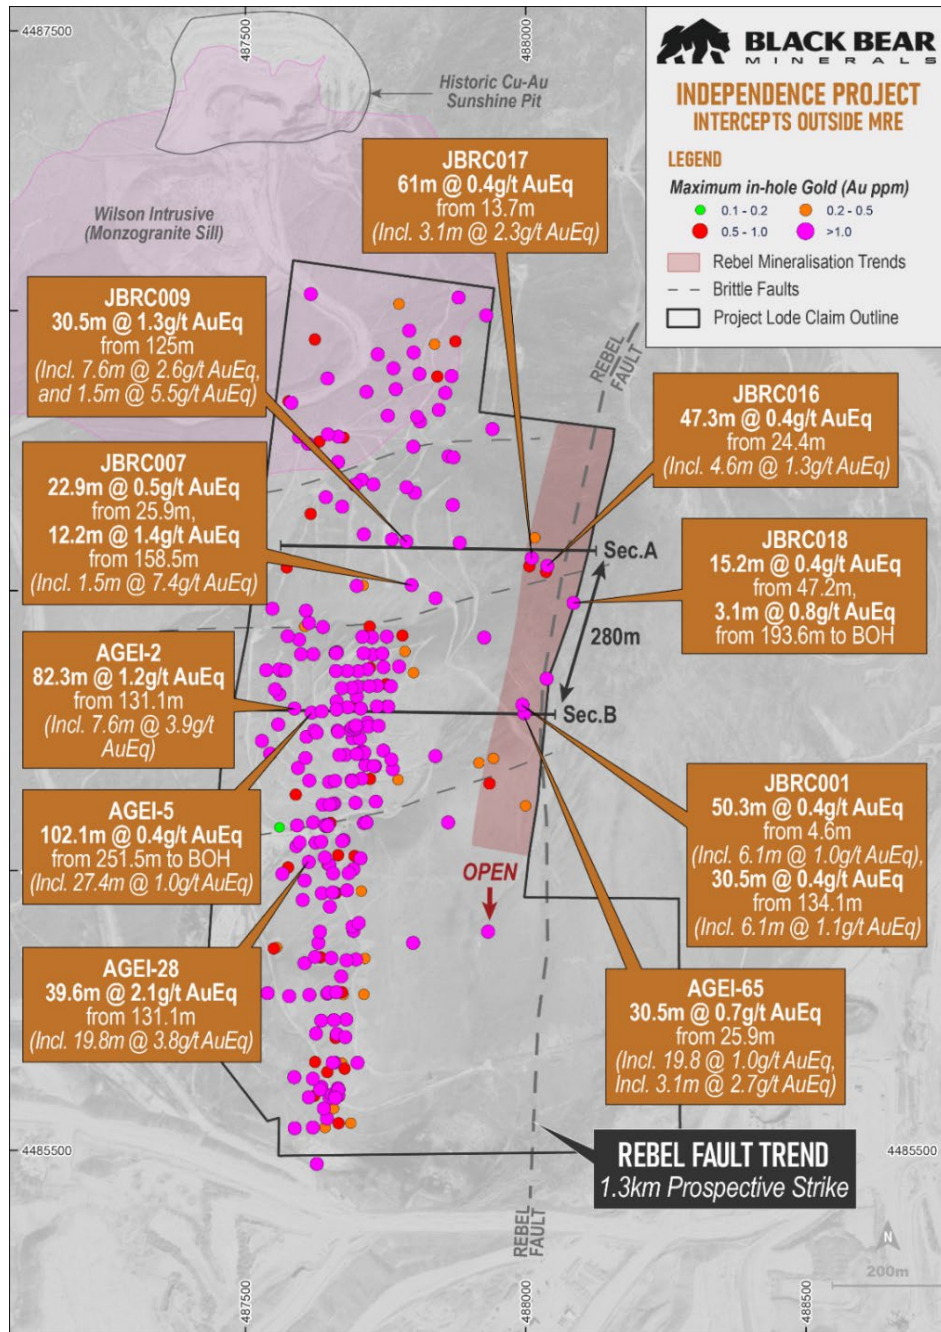 4487500
487500
488000
Historic Cu-Au
Sunshine Pit
BLACK BEAR
MINERALS
INDEPENDENCE PROJECT
INTERCEPTS OUTSIDE MRE
LEGEND
Maximum in-hole Gold (Au ppm)
0.1 - 0.2
0.2 - 0.5
0.5 - 1.0
>1.0
Rebel Mineralisation Trends
Brittle Faults
Project Lode Claim Outline
JBRC017
61m @ 0.4g/t AuEq
from 13.7m
(Incl. 3.1m @ 2.3g/t AuEq)
Wilson Intrusive
(Monzogranite Sill)
JBRC009
30.5m @ 1.3g/t AuEq
from 125m
(Incl. 7.6m @ 2.6g/t AuEq,
and 1.5m @ 5.5g/t AuEq)
REBEL
FAULT
JBRC016
47.3m @ 0.4g/t AuEq
from 24.4m
(Incl. 4.6m @ 1.3g/t AuEq)
JBRC007
22.9m @ 0.5g/t AuEq
from 25.9m,
12.2m @ 1.4g/t AuEq
from 158.5m
(Incl. 1.5m @ 7.4g/t AuEq)
Sec.A
JBRC018
15.2m @ 0.4g/t AuEq
from 47.2m,
3.1m @ 0.8g/t AuEq
from 193.6m to BOH
280m
AGEI-2
82.3m @ 1.2g/t AuEq
from 131.1m
(Incl. 7.6m @ 3.9g/t
AuEq)
Sec.B
JBRC001
50.3m @ 0.4g/t AuEq
from 4.6m
(Incl. 6.1m @ 1.0g/t AuEq),
30.5m @ 0.4g/t AuEq
from 134.1m
(Incl. 6.1m @ 1.1g/t AuEq)
AGEI-5
102.1m @ 0.4g/t AuEq
from 251.5m to BOH
(Incl. 27.4m @ 1.0g/t AuEq)
OPEN
AGEI-28
39.6m @ 2.1g/t AuEq
from 131.1m
(Incl. 19.8m @ 3.8g/t AuEq)
AGEI-65
30.5m @ 0.7g/t AuEq
from 25.9m
(Incl. 19.8 @ 1.0g/t AuEq,
Incl. 3.1m @ 2.7g/t AuEq)
4485500
4485500
REBEL FAULT TREND
1.3km Prospective Strike
REBEL
FAULT
N
200m
487500
488000
488500